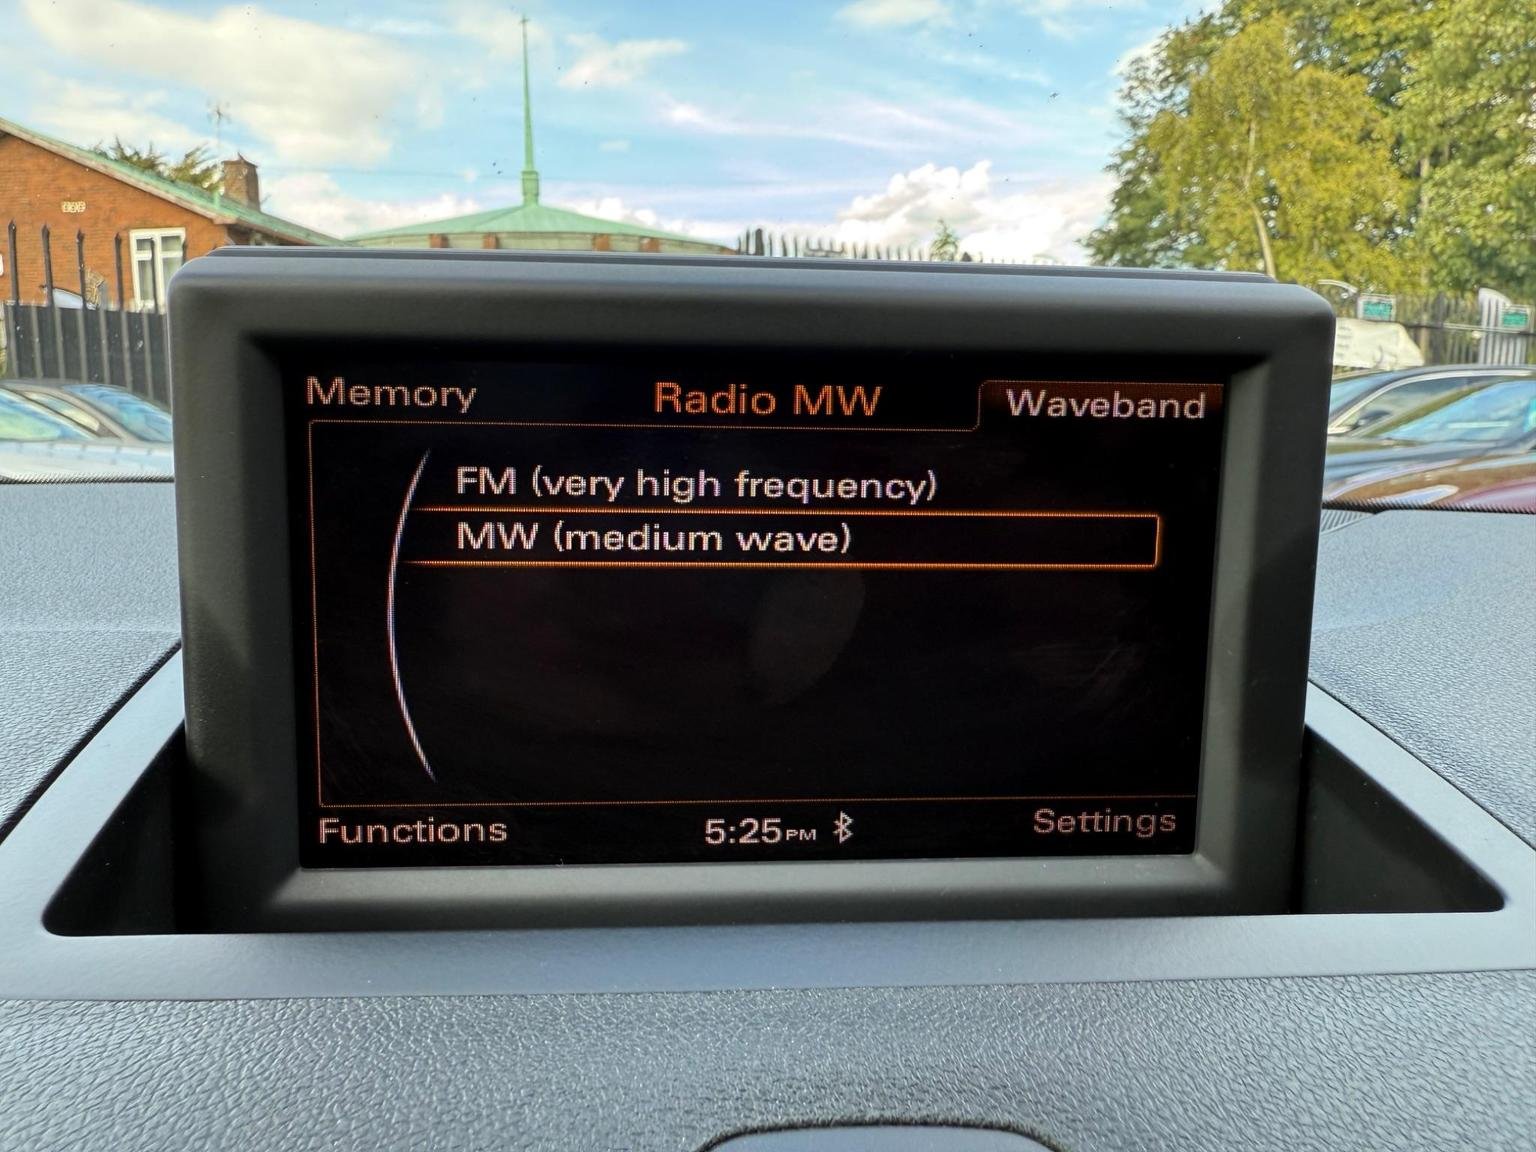 Memory
Radio MW
Waveband
FM (very high frequency)
MW (medium wave)
Functions
5:25PM
Settings